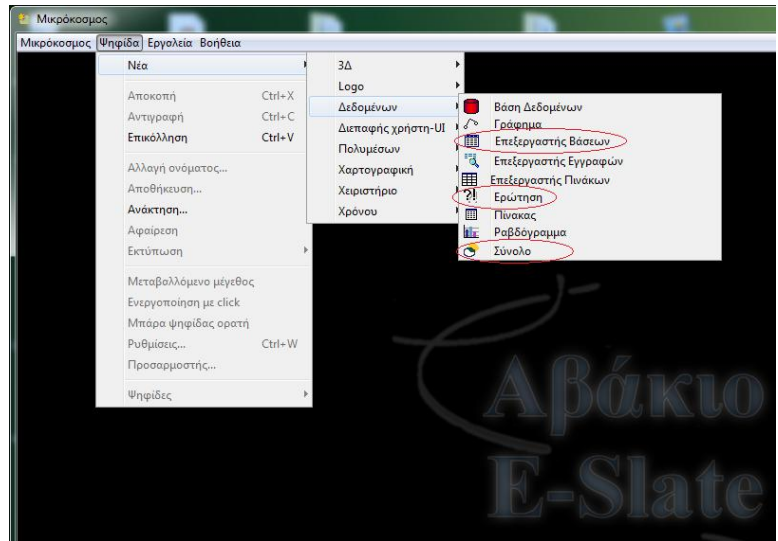 Μικρόκοσμος
Μικρόκοσμος Ψηφίδα Εργαλεία Βοήθεια
Νέα
Αποκοπή Ctrl+X
Αντιγραφή Ctrl+C
Επικόλληση Ctrl+V
Αλλαγή ονόματος...
Αποθήκευση...
Ανάκτηση...
Αφαίρεση
Εκτύπωση
Μεταβαλλόμενο μέγεθος
Ενεργοποίηση με click
Μπάρα ψηφίδας ορατή
Ρυθμίσεις... Ctrl+W
Προσαρμοστής...
Ψηφίδες
3Δ
Logo
Δεδομένων
Διεπαφής χρήστη-UI
Πολυμέσων
Χαρτογραφική
Χειριστήριο
Χρόνου
Βάση Δεδομένων
Γράφημα
Επεξεργαστής Βάσεων
Επεξεργαστής Εγγραφών
Επεξεργαστής Πινάκων
Ερώτηση
Πίνακας
Ραβδόγραμμα
Σύνολο
Αβάκιο
E-Slate